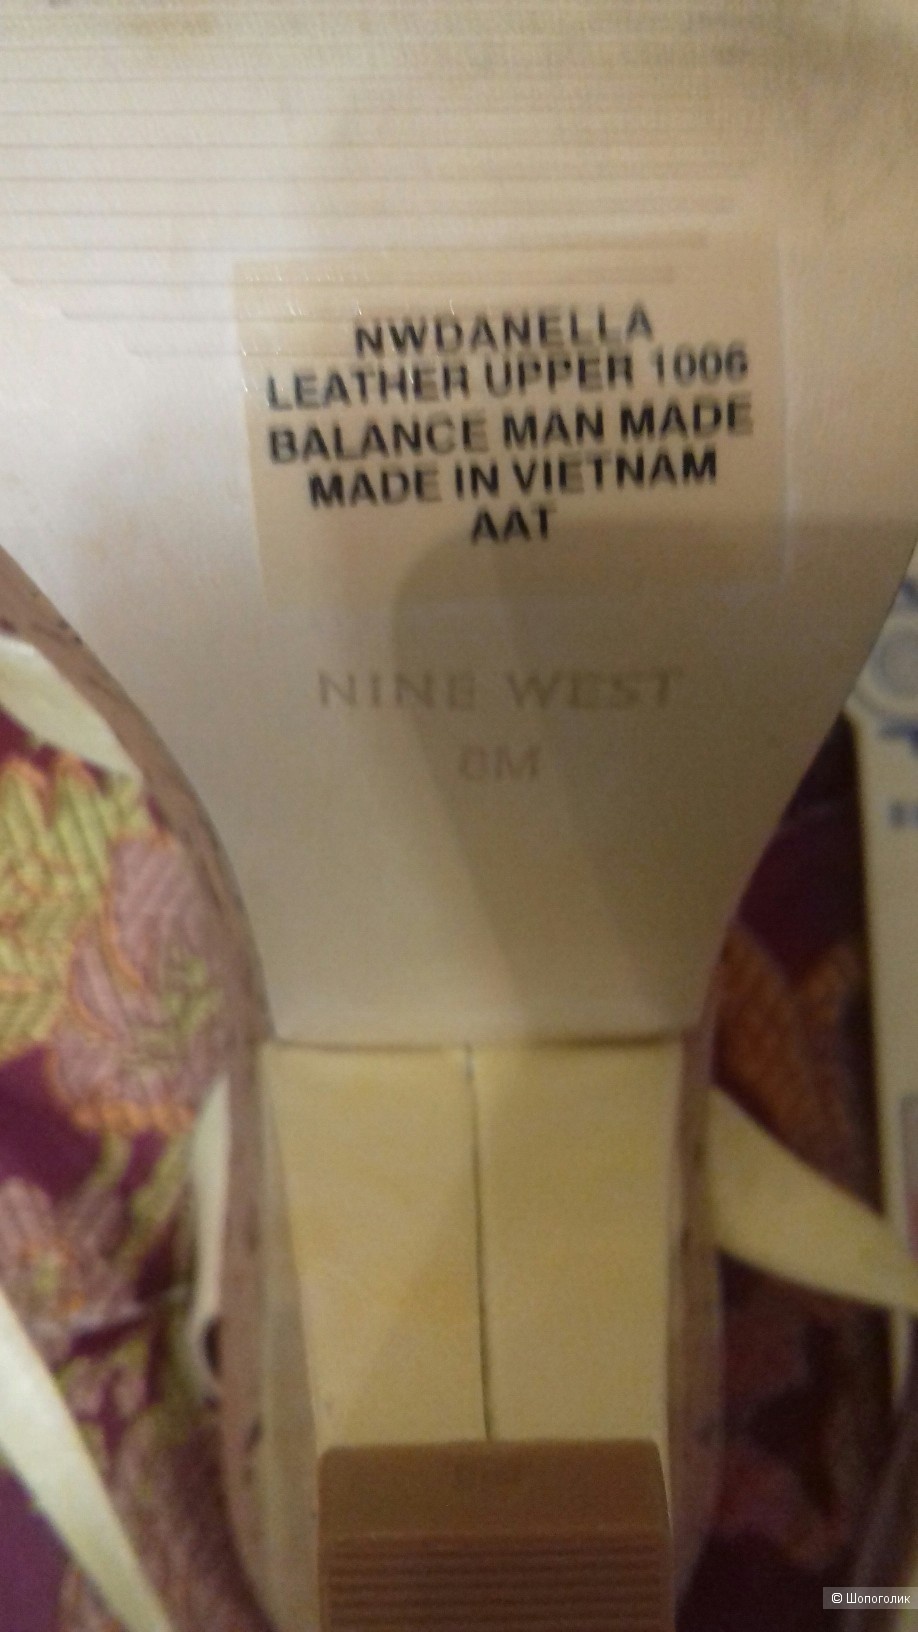 NWDANELLA
LEATHER UPPER 1006
BALANCE MAN MADE
MADE IN VIETNAM
AAT
NINE WEST
8M
© Шопоголик